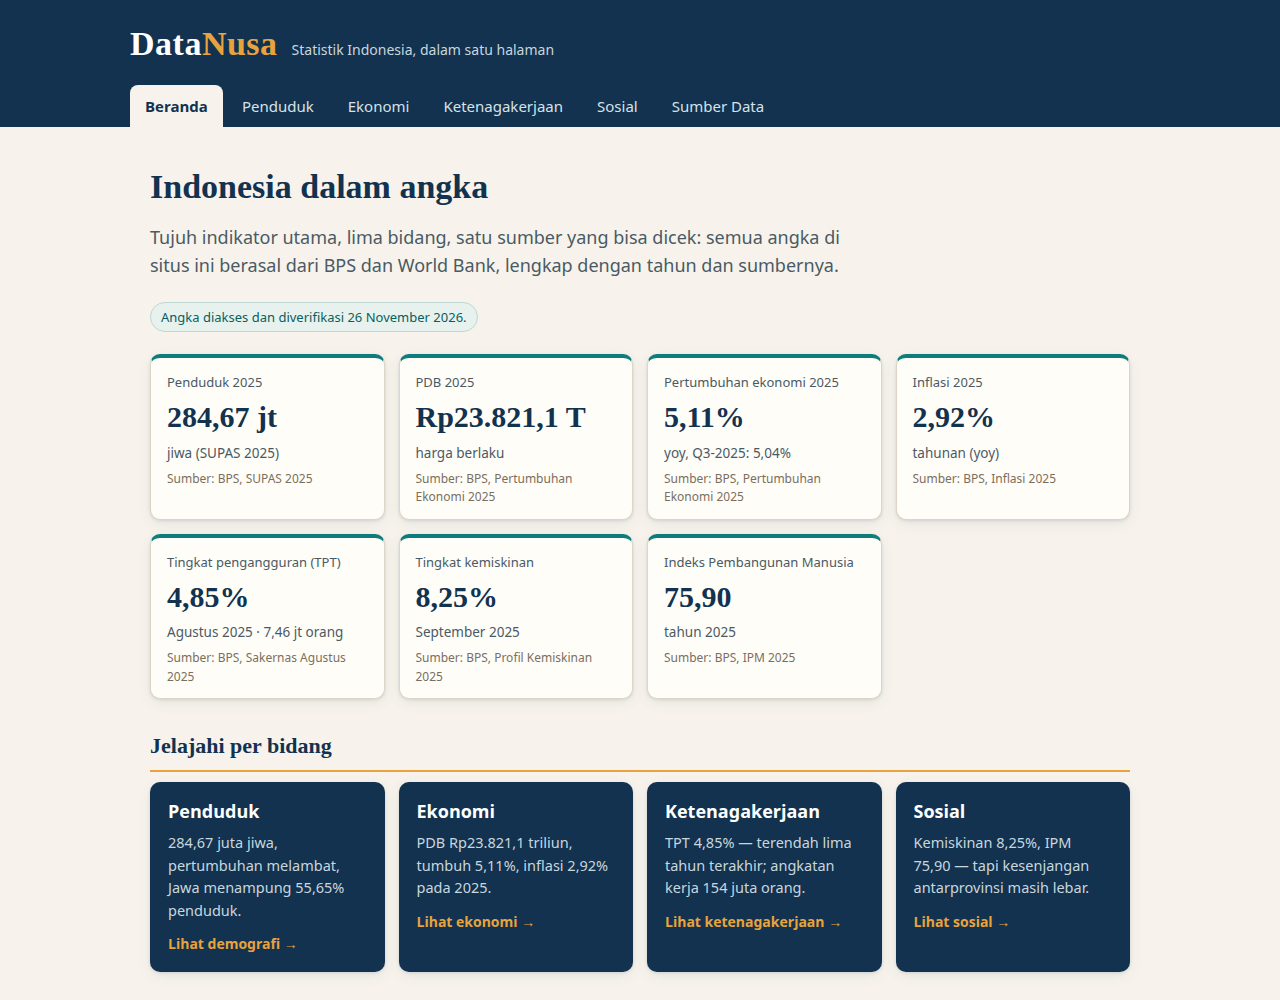 DataNusa Statistik Indonesia, dalam satu halaman
Beranda Penduduk Ekonomi Ketenagakerjaan Sosial Sumber Data
Indonesia dalam angka
Tujuh indikator utama, lima bidang, satu sumber yang bisa dicek: semua angka di
situs ini berasal dari BPS dan World Bank, lengkap dengan tahun dan sumbernya.
Angka diakses dan diverifikasi 26 November 2026.
Penduduk 2025
284,67 jt
jiwa (SUPAS 2025)
Sumber: BPS, SUPAS 2025
PDB 2025
Rp23.821,1 T
harga berlaku
Sumber: BPS, Pertumbuhan
Ekonomi 2025
Pertumbuhan ekonomi 2025
5,11%
yoy, Q3-2025: 5,04%
Sumber: BPS, Pertumbuhan
Ekonomi 2025
Inflasi 2025
2,92%
tahunan (yoy)
Sumber: BPS, Inflasi 2025
Tingkat pengangguran (TPT)
4,85%
Agustus 2025 · 7,46 jt orang
Sumber: BPS, Sakernas Agustus
2025
Tingkat kemiskinan
8,25%
September 2025
Sumber: BPS, Profil Kemiskinan
2025
Indeks Pembangunan Manusia
75,90
tahun 2025
Sumber: BPS, IPM 2025
Jelajahi per bidang
Penduduk
284,67 juta jiwa,
pertumbuhan melambat,
Jawa menampung 55,65%
penduduk.
Lihat demografi →
Ekonomi
PDB Rp23.821,1 triliun,
tumbuh 5,11%, inflasi 2,92%
pada 2025.
Lihat ekonomi →
Ketenagakerjaan
TPT 4,85% — terendah lima
tahun terakhir; angkatan
kerja 154 juta orang.
Lihat ketenagakerjaan →
Sosial
Kemiskinan 8,25%, IPM
75,90 — tapi kesenjangan
antarprovinsi masih lebar.
Lihat sosial →